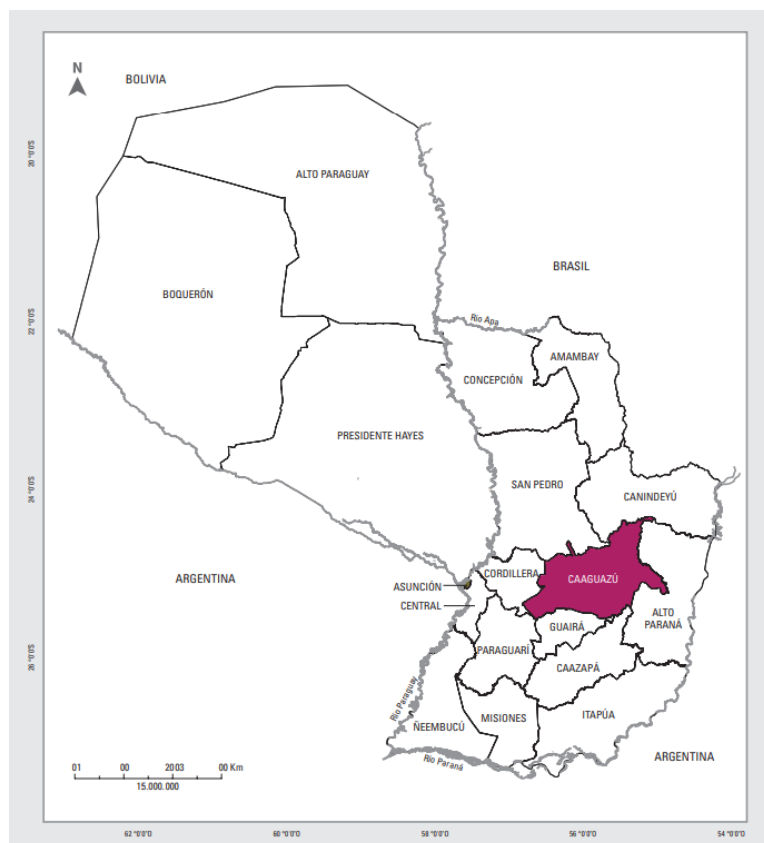 N
BOLIVIA
20 °0'0'S
ALTO PARAGUAY
BRASIL
BOQUERÓN
22 °0'0'S
Río Apa
AMAMBAY
CONCEPCIÓN
PRESIDENTE HAYES
SAN PEDRO
24 °0'0'S
CANINDEYÚ
CORDILLERA
ARGENTINA
CAAGUAZÚ
ASUNCIÓN
CENTRAL
ALTO
PARANÁ
GUAIRÁ
PARAGUARÍ
26 °0'0'S
CAAZAPÁ
Río Paraguay
ITAPÚA
MISIONES
ÑEEMBUCÚ
ARGENTINA
Río Paraná
01 00 2003 00 Km
15.000.000
62 °0'0'O 60 °0'0'O 58 °0'0'O 56 °0'0'O 54 °0'0'O